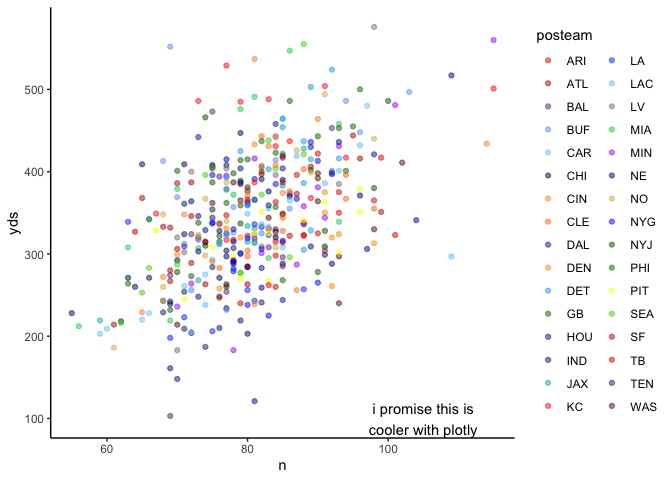 posteam
ARI LA
ATL LAC
BAL LV
BUF MIA
CAR MIN
CHI NE
CIN NO
CLE NYG
DAL NYJ
DEN PHI
DET PIT
GB SEA
HOU SF
IND TB
JAX TEN
KC WAS
500
400
300
200
100
yds
i promise this is
cooler with plotly
60 80 100
n